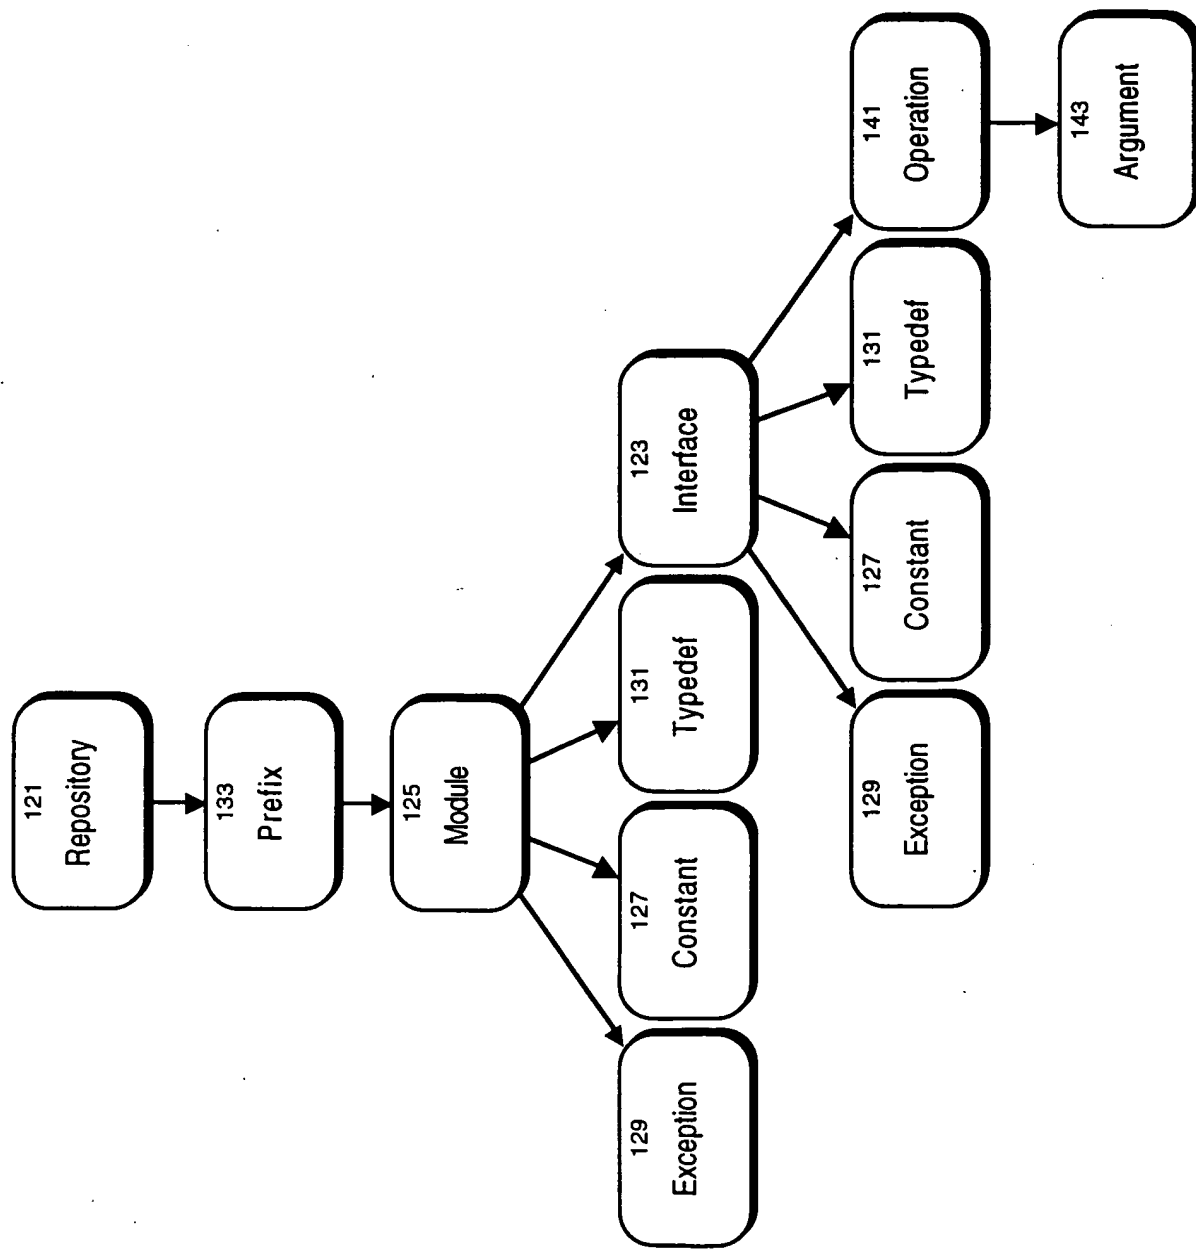 121
Repository
133
Prefix
125
Module
129
Exception
127
Constant
131
Typedef
123
Interface
129
Exception
127
Constant
131
Typedef
141
Operation
143
Argument